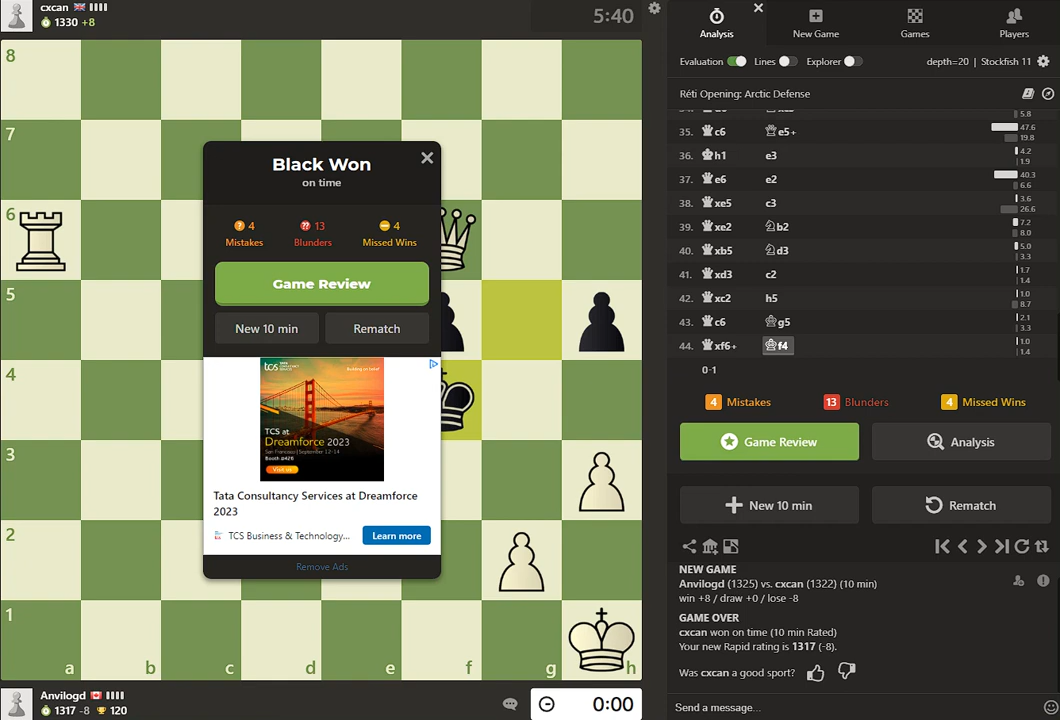 cxcan
1330 +8
5:40
8
7
6
5
4
3
2
1
a b c d e f g h
Black Won
on time
4 13 4
Mistakes Blunders Missed Wins
Game Review
New 10 min Rematch
tcs
TCS at
Dreamforce
2023
San Francisco | September 12-14
Booth #426
Visit us
Tata Consultancy Services at Dreamforce
2023
TCS Business & Technology... Learn more
Remove Ads
Anvilogd
1317 -8 120
0:00
Analysis New Game Games Players
Evaluation Lines Explorer depth=20 | Stockfish 11
Réti Opening: Arctic Defense
5.8
35. c6 e5+ 47.6
19.8
36. h1 e3 4.2
1.9
37. e6 e2 40.3
6.6
38. xe5 c3 3.6
26.6
39. xe2 b2 7.2
8.0
40. xb5 d3 5.0
3.3
41. xd3 c2 1.7
1.4
42. xc2 h5 1.0
8.7
43. c6 g5 2.1
3.3
44. xf6+ f4 1.0
1.4
0-1
4 Mistakes 13 Blunders 4 Missed Wins
Game Review Analysis
New 10 min Rematch
NEW GAME
Anvilogd (1325) vs. cxcan (1322) (10 min)
win +8 / draw +0 / lose -8
GAME OVER
cxcan won on time (10 min Rated)
Your new Rapid rating is 1317 (-8).
Was cxcan a good sport?
Send a message...